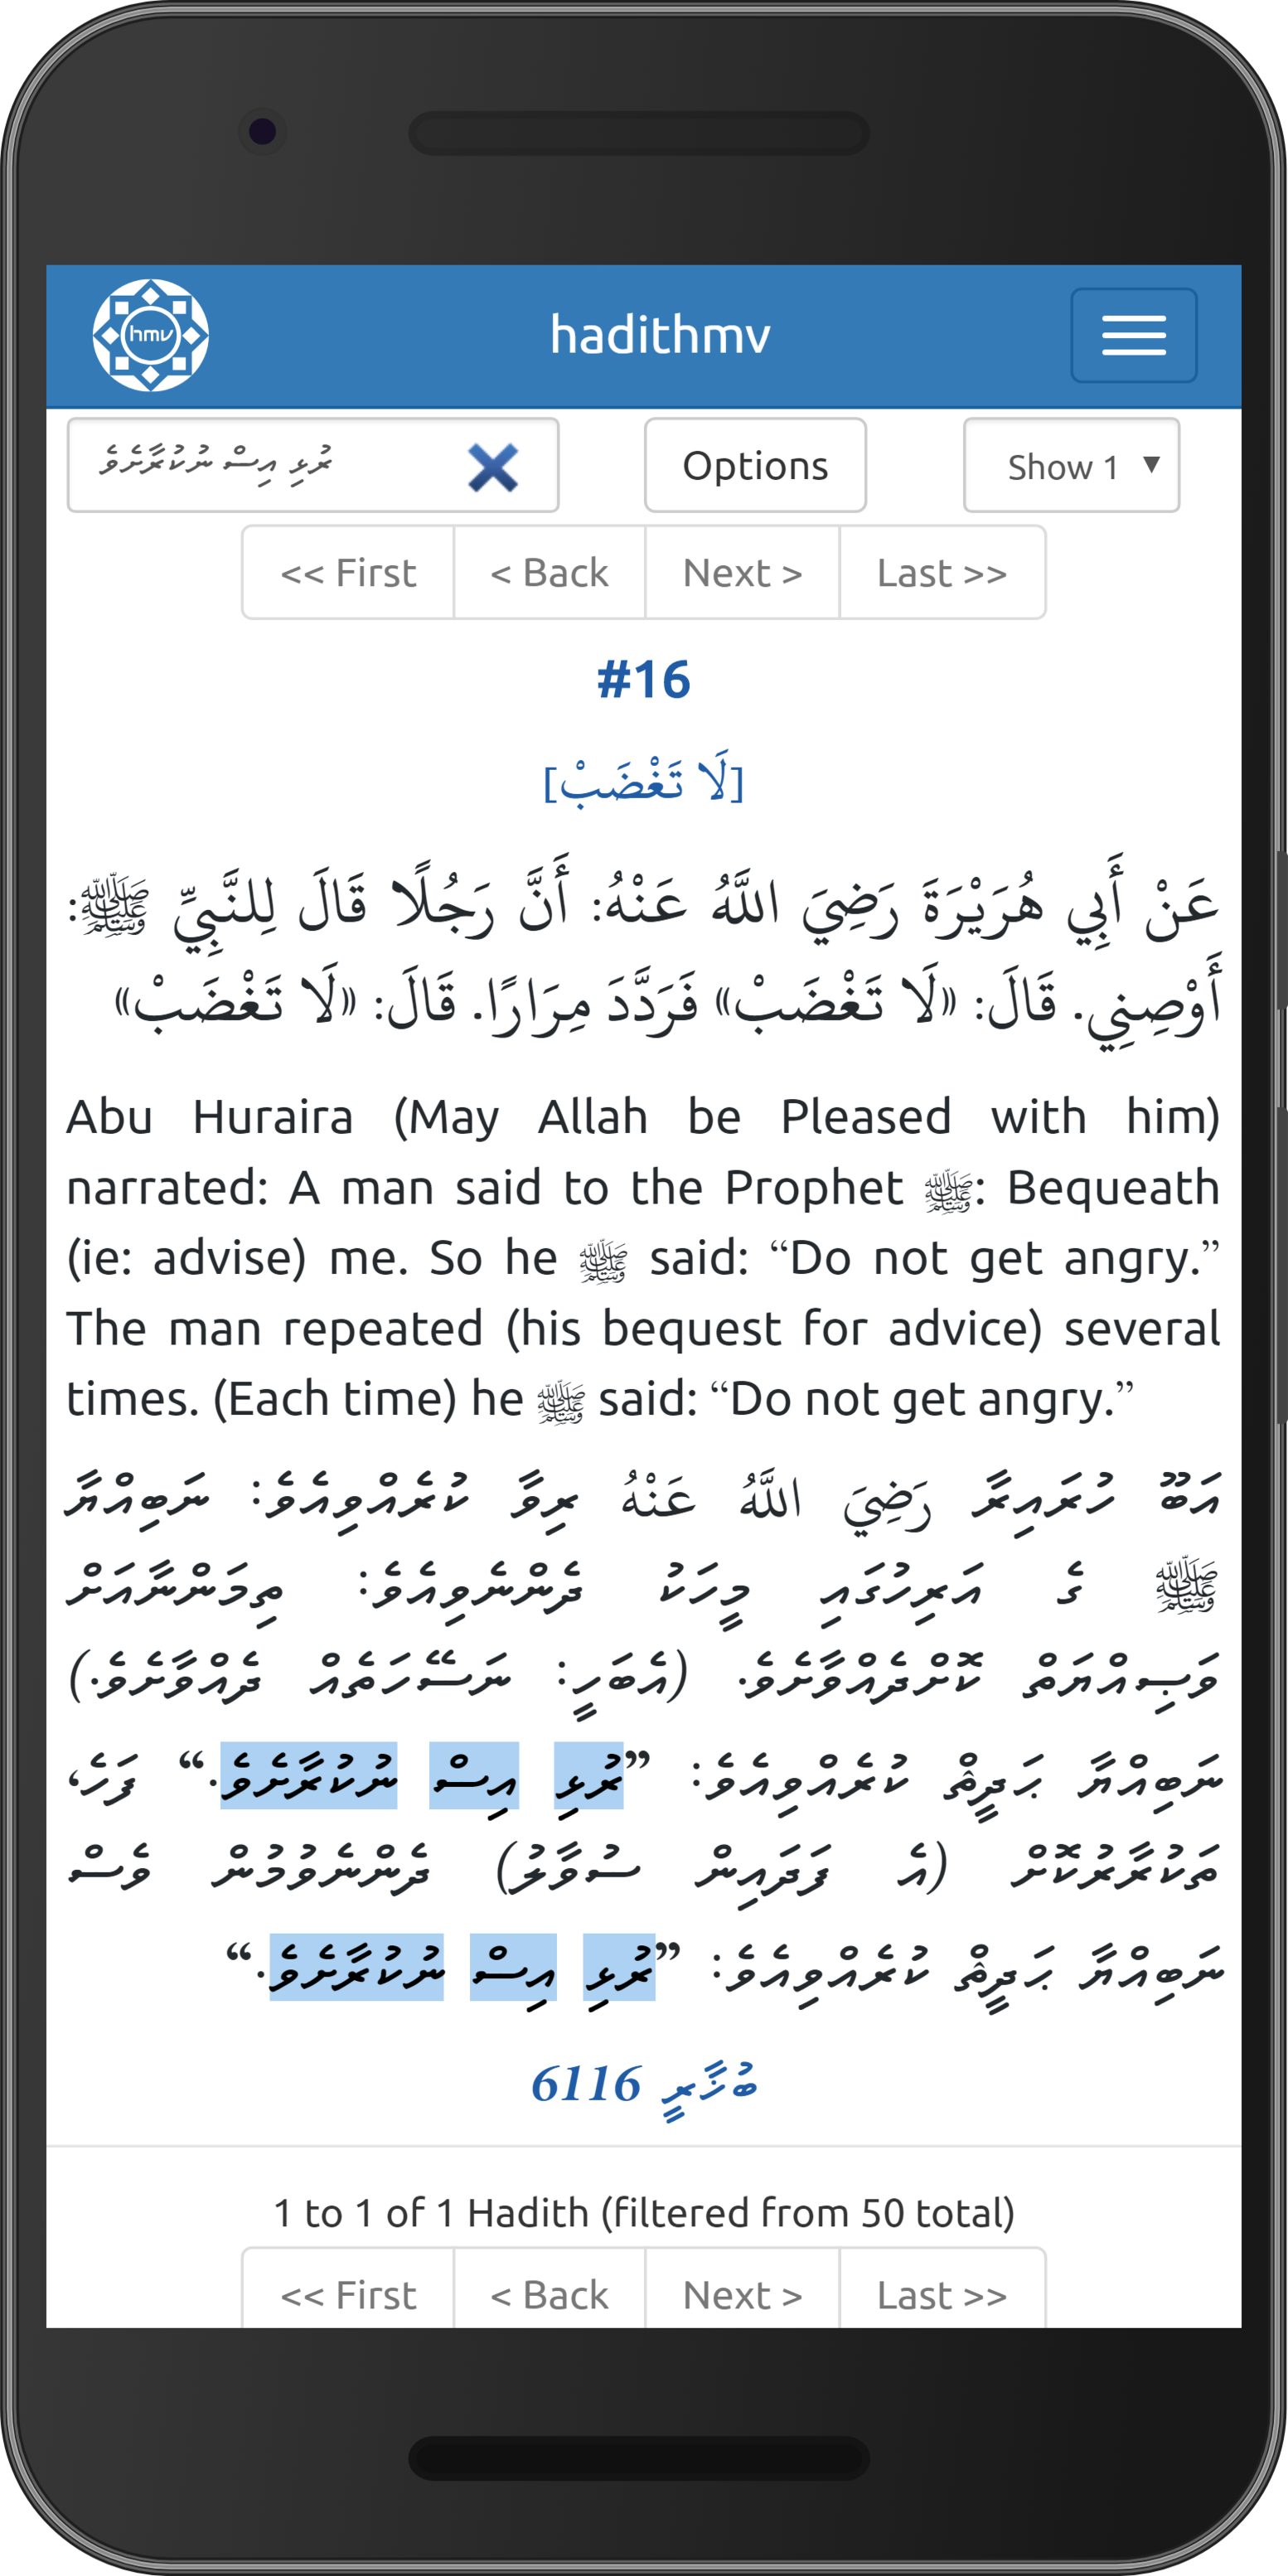 hmv
hadithmv
ރުޅި އިސް ނުކުރާށެވެ
Options
Show 1 ▼
<< First
< Back
Next >
Last >>
#16
[لَا تَغْضَبْ]
عَنْ أَبِي هُرَيْرَةَ رَضِيَ اللَّهُ عَنْهُ: أَنَّ رَجُلًا قَالَ لِلنَّبِيِّ ﷺ:
أَوْصِنِي. قَالَ: «لَا تَغْضَبْ» فَرَدَّدَ مِرَارًا. قَالَ: «لَا تَغْضَبْ»
Abu Huraira (May Allah be Pleased with him)
narrated: A man said to the Prophet ﷺ: Bequeath
(ie: advise) me. So he ﷺ said: “Do not get angry.”
The man repeated (his bequest for advice) several
times. (Each time) he ﷺ said: “Do not get angry.”
އަބޫ ހުރައިރާ رَضِيَ اللَّهُ عَنْهُ ރިވާ ކުރެއްވިއެވެ: ނަބިއްޔާ
ﷺ ގެ އަރިހުގައި މީހަކު ދެންނެވިއެވެ: ތިމަންނާއަށް
ވަޞިއްޔަތް ކޮށްދެއްވާށެވެ. (އެބަހީ: ނަޞޭހަތެއް ދެއްވާށެވެ.)
ނަބިއްޔާ ޙަދީޘް ކުރެއްވިއެވެ: ”ރުޅި އިސް ނުކުރާށެވެ.“ ފަހެ،
ތަކުރާރުކޮށް (އެ ފަދައިން ސުވާލު) ދެންނެވުމުން ވެސް
ނަބިއްޔާ ޙަދީޘް ކުރެއްވިއެވެ: ”ރުޅި އިސް ނުކުރާށެވެ.“
ބުޚާރީ 6116
1 to 1 of 1 Hadith (filtered from 50 total)
<< First
< Back
Next >
Last >>